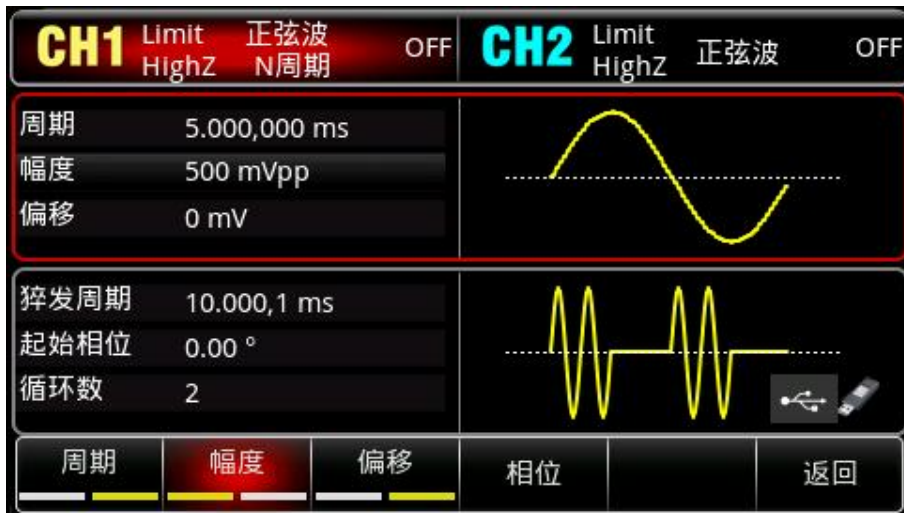 CH1 Limit 正弦波 OFF CH2 Limit 正弦波 OFF
HighZ N周期 HighZ
周期 5.000,000 ms
幅度 500 mVpp
偏移 0 mV
猝发周期 10.000,1 ms
起始相位 0.00 °
循环数 2
周期 幅度 偏移 相位 返回